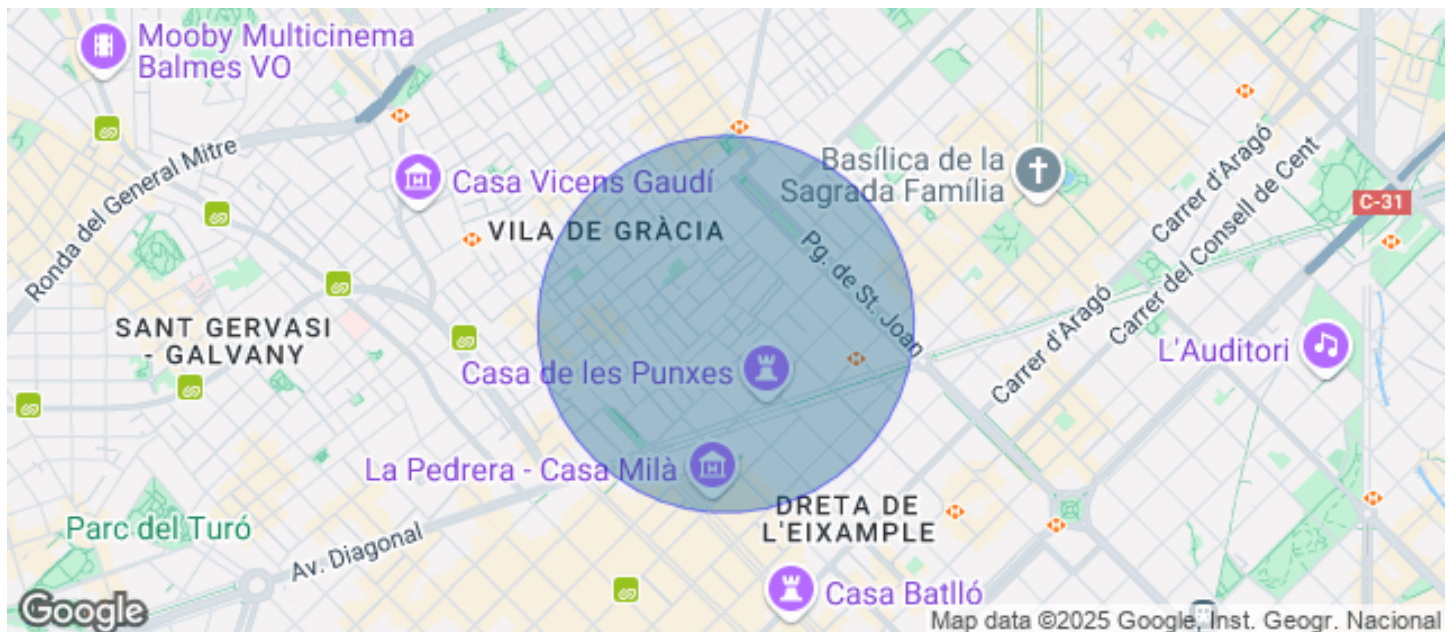 Mooby Multicinema
Balmes VO
Ronda del General Mitre
Casa Vicens Gaudí
Basílica de la
Sagrada Família
Carrer d'Aragó
Carrer del Consell de Cent
C-31
VILA DE GRÀCIA
Pg. de St. Joan
SANT GERVASI
- GALVANY
Casa de les Punxes
Carrer d'Aragó
L'Auditori
La Pedrera - Casa Milà
DRETA DE
L'EIXAMPLE
Parc del Turó
Av. Diagonal
Casa Batlló
Google
Map data ©2025 Google, Inst. Geogr. Nacional